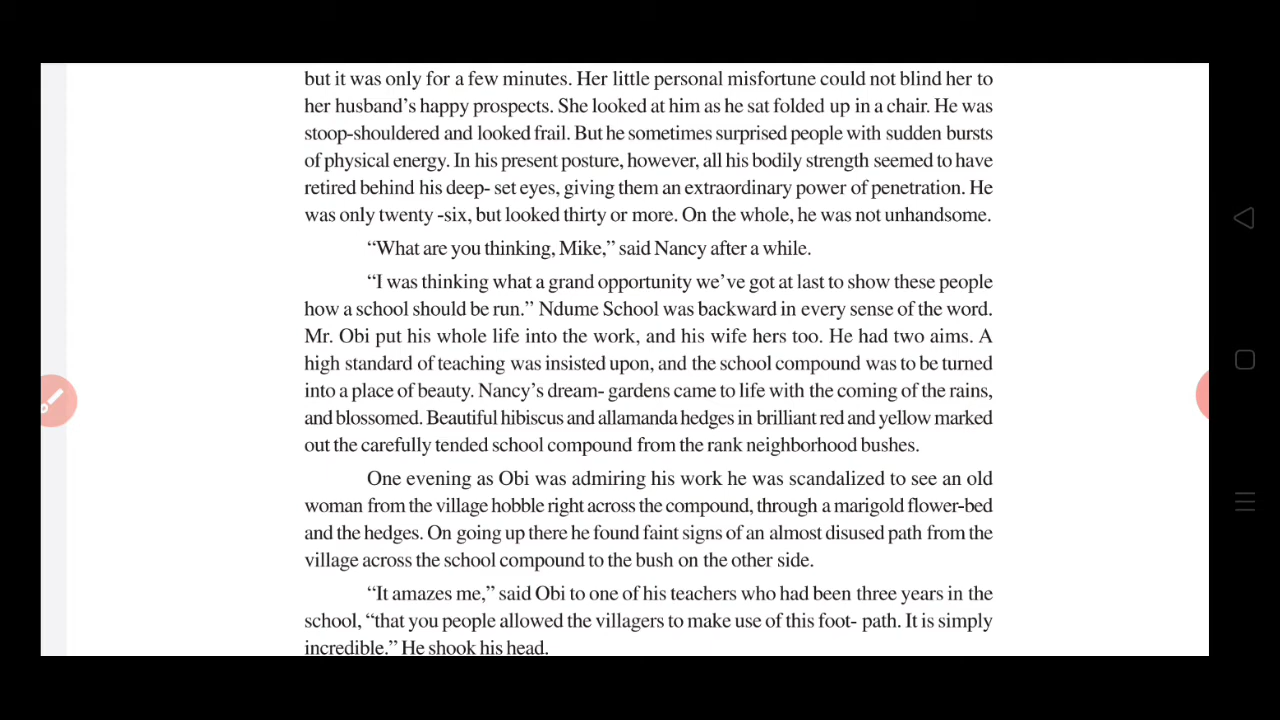 but it was only for a few minutes. Her little personal misfortune could not blind her to
her husband’s happy prospects. She looked at him as he sat folded up in a chair. He was
stoop-shouldered and looked frail. But he sometimes surprised people with sudden bursts
of physical energy. In his present posture, however, all his bodily strength seemed to have
retired behind his deep- set eyes, giving them an extraordinary power of penetration. He
was only twenty -six, but looked thirty or more. On the whole, he was not unhandsome.
“What are you thinking, Mike,” said Nancy after a while.
“I was thinking what a grand opportunity we’ve got at last to show these people
how a school should be run.” Ndume School was backward in every sense of the word.
Mr. Obi put his whole life into the work, and his wife hers too. He had two aims. A
high standard of teaching was insisted upon, and the school compound was to be turned
into a place of beauty. Nancy’s dream- gardens came to life with the coming of the rains,
and blossomed. Beautiful hibiscus and allamanda hedges in brilliant red and yellow marked
out the carefully tended school compound from the rank neighborhood bushes.
One evening as Obi was admiring his work he was scandalized to see an old
woman from the village hobble right across the compound, through a marigold flower-bed
and the hedges. On going up there he found faint signs of an almost disused path from the
village across the school compound to the bush on the other side.
“It amazes me,” said Obi to one of his teachers who had been three years in the
school, “that you people allowed the villagers to make use of this foot- path. It is simply
incredible.” He shook his head.